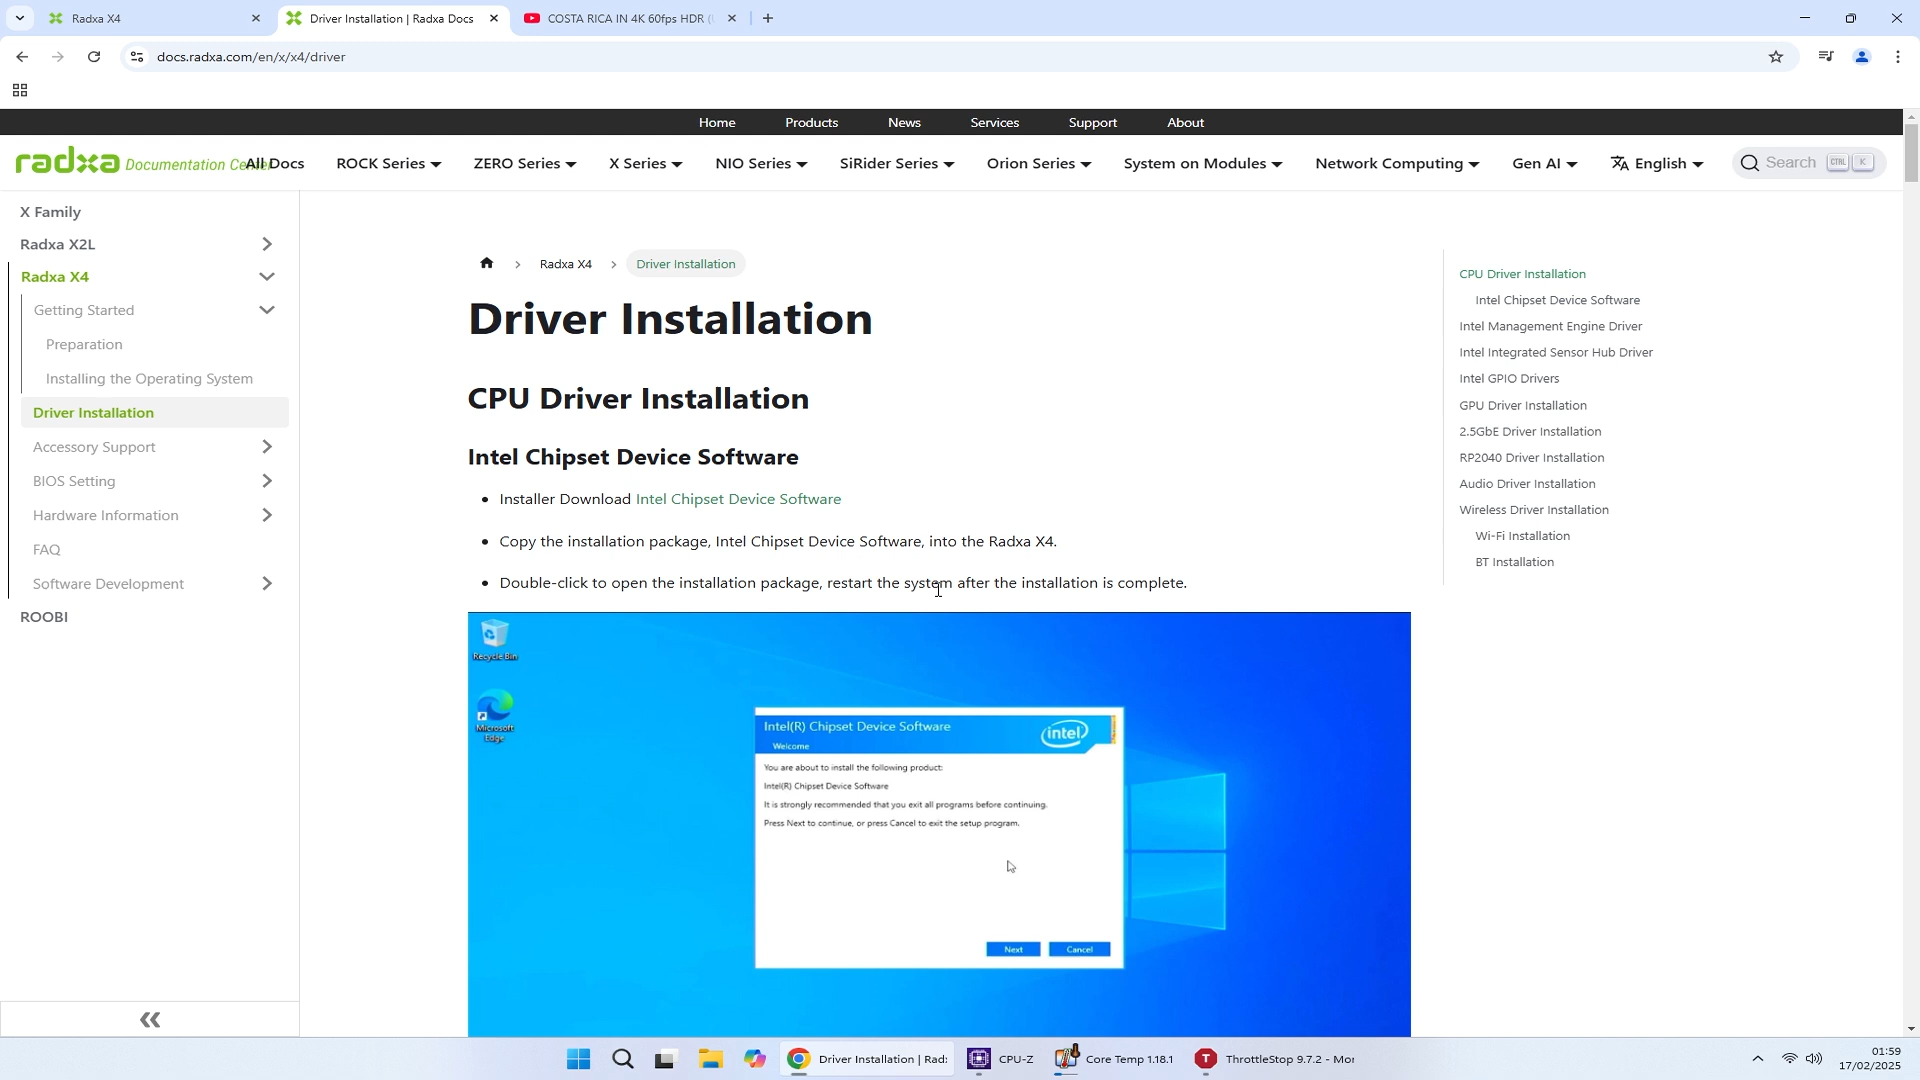 Radxa X4
Driver Installation | Radxa Docs
COSTA RICA IN 4K 60fps HDR (
docs.radxa.com/en/x/x4/driver
Home Products News Services Support About
radxa Documentation Ce
All Docs ROCK Series ZERO Series X Series NIO Series SiRider Series Orion Series System on Modules Network Computing Gen AI English Search CTRL K
X Family
Radxa X2L
Radxa X4
Getting Started
Preparation
Installing the Operating System
Driver Installation
Accessory Support
BIOS Setting
Hardware Information
FAQ
Software Development
ROOBI
Radxa X4 Driver Installation
Driver Installation
CPU Driver Installation
Intel Chipset Device Software
Installer Download Intel Chipset Device Software
Copy the installation package, Intel Chipset Device Software, into the Radxa X4.
Double-click to open the installation package, restart the system after the installation is complete.
Recycle Bin
Microsoft
Edge
Intel(R) Chipset Device Software
intel
Welcome
You are about to install the following product:
Intel(R) Chipset Device Software
It is strongly recommended that you exit all programs before continuing.
Press Next to continue, or press Cancel to exit the setup program.
Next Cancel
CPU Driver Installation
Intel Chipset Device Software
Intel Management Engine Driver
Intel Integrated Sensor Hub Driver
Intel GPIO Drivers
GPU Driver Installation
2.5GbE Driver Installation
RP2040 Driver Installation
Audio Driver Installation
Wireless Driver Installation
Wi-Fi Installation
BT Installation
Driver Installation | Rad: CPU-Z Core Temp 1.18.1 ThrottleStop 9.7.2 - Mor
01:59
17/02/2025